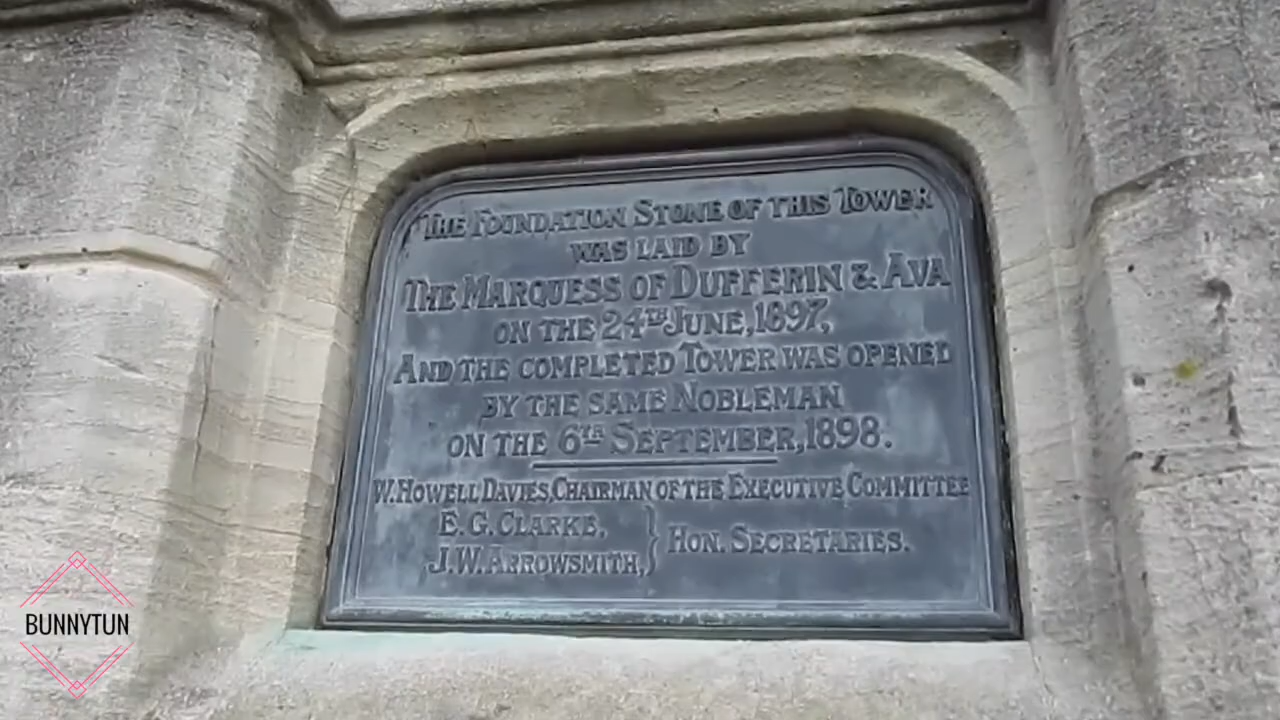 THE FOUNDATION STONE OF THIS TOWER
WAS LAID BY
THE MARQUESS OF DUFFERIN & AVA
ON THE 24TH JUNE, 1897,
AND THE COMPLETED TOWER WAS OPENED
BY THE SAME NOBLEMAN
ON THE 6TH SEPTEMBER, 1898.
W. HOWELL DAVIES, CHAIRMAN OF THE EXECUTIVE COMMITTEE
E. G. CLARKE,
J. W. ARROWSMITH, } HON. SECRETARIES.
BUNNYTUN